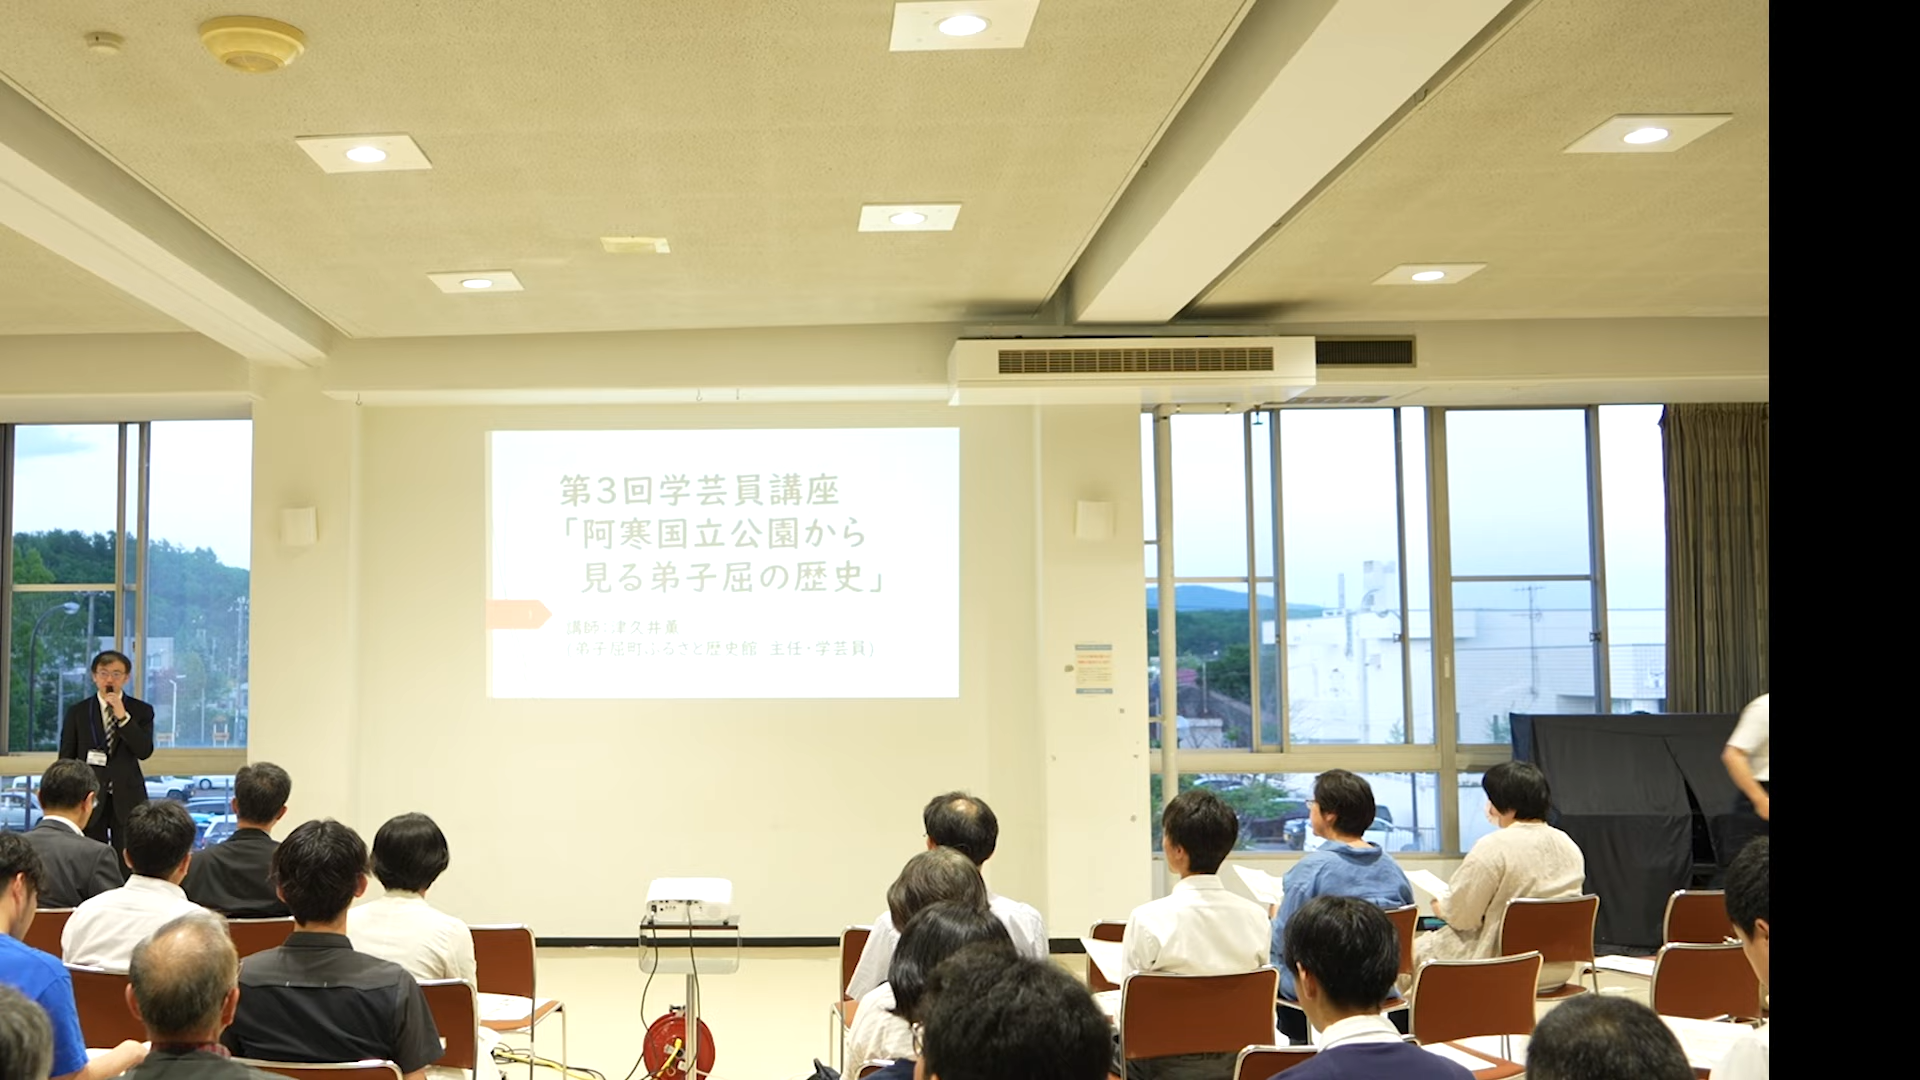 第3回学芸員講座
「阿寒国立公園から
見る弟子屈の歴史」
講師：津久井薫
(弟子屈町ふるさと歴史館 主任・学芸員)